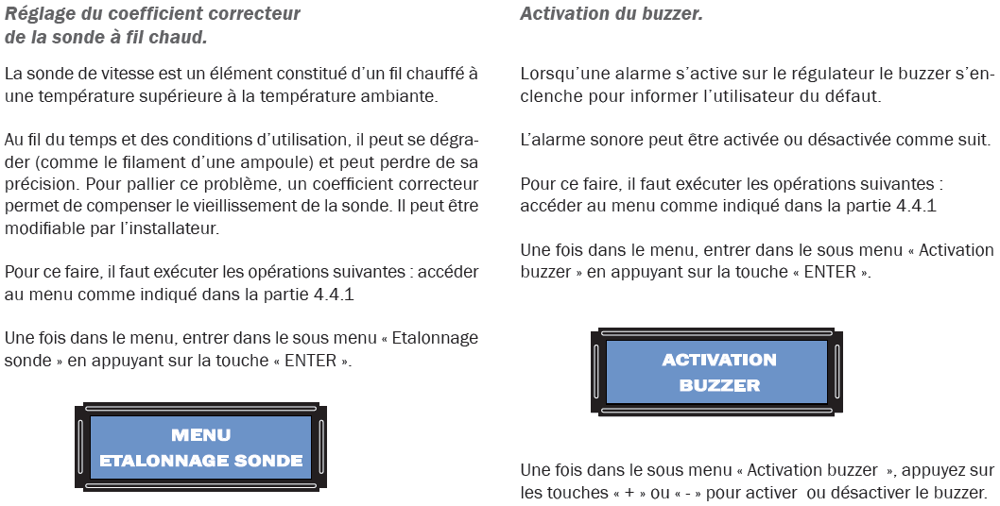 Réglage du coefficient correcteur
de la sonde à fil chaud.
La sonde de vitesse est un élément constitué d'un fil chauffé à
une température supérieure à la température ambiante.
Au fil du temps et des conditions d'utilisation, il peut se dégra-
der (comme le filament d'une ampoule) et peut perdre de sa
précision. Pour pallier ce problème, un coefficient correcteur
permet de compenser le vieillissement de la sonde. Il peut être
modifiable par l'installateur.
Pour ce faire, il faut exécuter les opérations suivantes : accéder
au menu comme indiqué dans la partie 4.4.1
Une fois dans le menu, entrer dans le sous menu « Etalonnage
sonde » en appuyant sur la touche « ENTER ».
MENU
ETALONNAGE SONDE
Activation du buzzer.
Lorsqu'une alarme s'active sur le régulateur le buzzer s'en-
clenche pour informer l'utilisateur du défaut.
L'alarme sonore peut être activée ou désactivée comme suit.
Pour ce faire, il faut exécuter les opérations suivantes :
accéder au menu comme indiqué dans la partie 4.4.1
Une fois dans le menu, entrer dans le sous menu « Activation
buzzer » en appuyant sur la touche « ENTER ».
ACTIVATION
BUZZER
Une fois dans le sous menu « Activation buzzer  », appuyez sur
les touches « + » ou « - » pour activer  ou désactiver le buzzer.